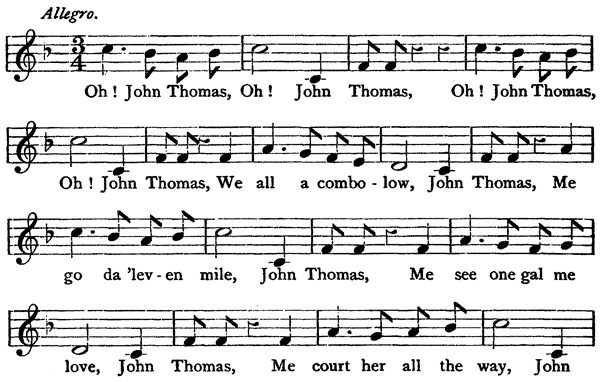 Allegro.
3
4
Oh! John Thomas, Oh! John Thomas, Oh! John Thomas,
Oh! John Thomas, We all a combo-low, John Thomas, Me
go da 'lev-en mile, John Thomas, Me see one gal me
love, John Thomas, Me court her all the way, John